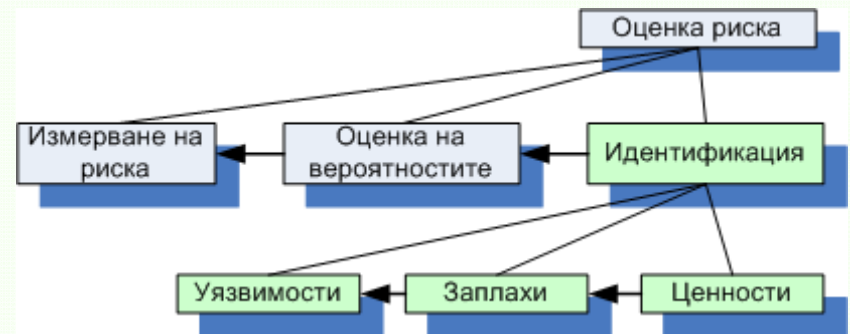 Оценка риска
Измерване на
риска
Оценка на
вероятностите
Идентификация
Уязвимости
Заплахи
Ценности